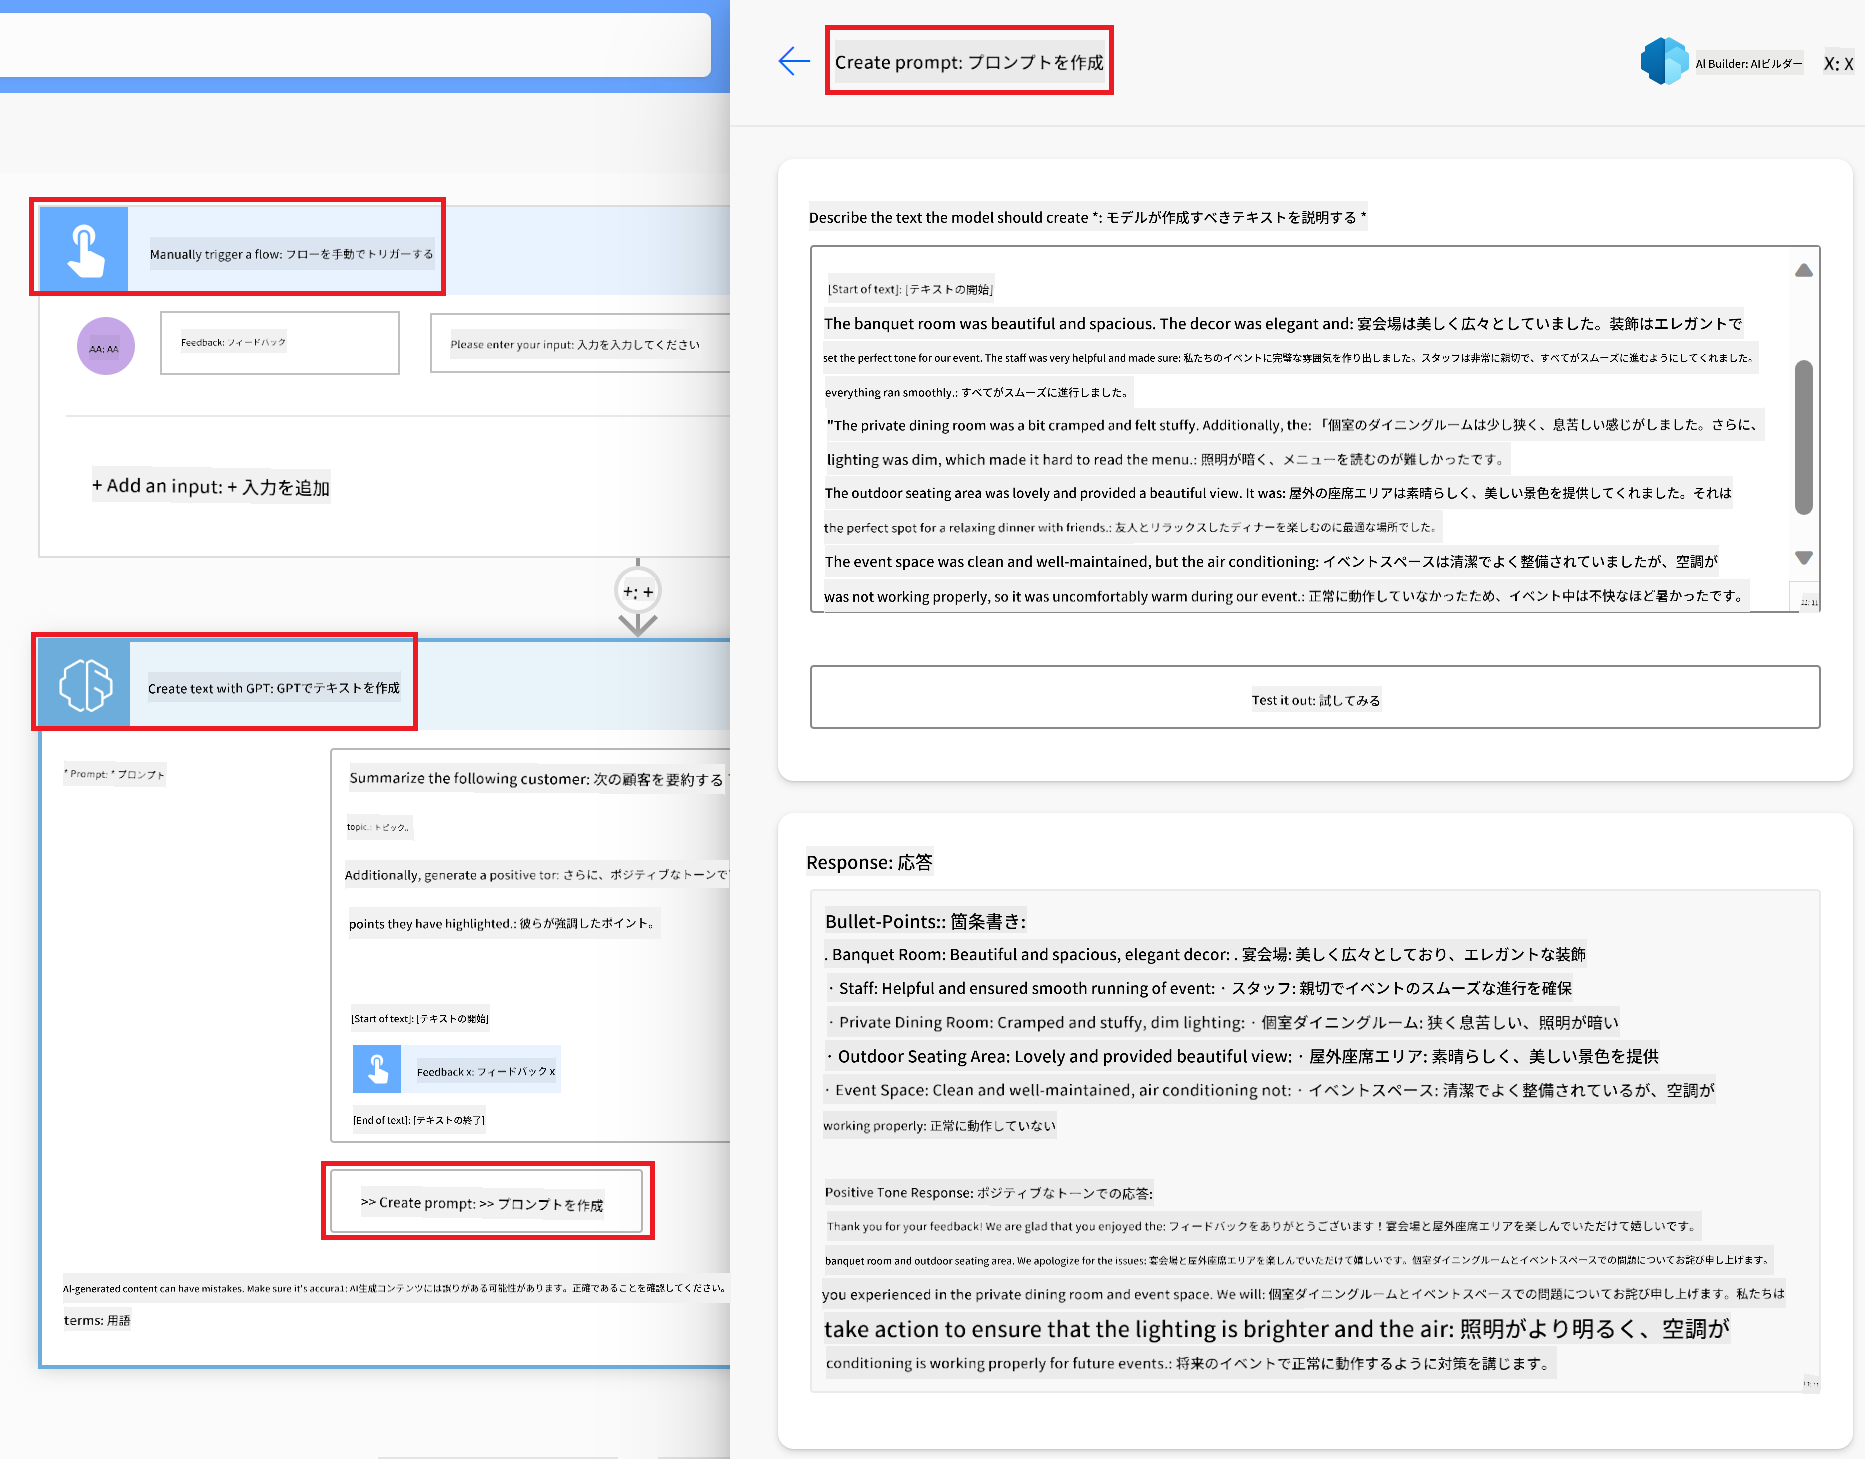 Create prompt: プロンプトを作成
AI Builder: AIビルダー
X: X
Manually trigger a flow: フローを手動でトリガーする
AA: AA
Feedback: フィードバック
Please enter your input: 入力を入力してください
+ Add an input: + 入力を追加
+: +
Create text with GPT: GPTでテキストを作成
* Prompt: * プロンプト
Summarize the following customer: 次の顧客を要約する
topic.: トピック。
Additionally, generate a positive tor: さらに、ポジティブなトーンで
points they have highlighted.: 彼らが強調したポイント。
[Start of text]: [テキストの開始]
Feedback x: フィードバック x
[End of text]: [テキストの終了]
>> Create prompt: >> プロンプトを作成
AI-generated content can have mistakes. Make sure it's accura1: AI生成コンテンツには誤りがある可能性があります。正確であることを確認してください。
terms: 用語
Describe the text the model should create *: モデルが作成すべきテキストを説明する *
[Start of text]: [テキストの開始]
The banquet room was beautiful and spacious. The decor was elegant and: 宴会場は美しく広々としていました。装飾はエレガントで
set the perfect tone for our event. The staff was very helpful and made sure: 私たちのイベントに完璧な雰囲気を作り出しました。スタッフは非常に親切で、すべてがスムーズに進むようにしてくれました。
everything ran smoothly.: すべてがスムーズに進行しました。
"The private dining room was a bit cramped and felt stuffy. Additionally, the: 「個室のダイニングルームは少し狭く、息苦しい感じがしました。さらに、
lighting was dim, which made it hard to read the menu.: 照明が暗く、メニューを読むのが難しかったです。
The outdoor seating area was lovely and provided a beautiful view. It was: 屋外の座席エリアは素晴らしく、美しい景色を提供してくれました。それは
the perfect spot for a relaxing dinner with friends.: 友人とリラックスしたディナーを楽しむのに最適な場所でした。
The event space was clean and well-maintained, but the air conditioning: イベントスペースは清潔でよく整備されていましたが、空調が
was not working properly, so it was uncomfortably warm during our event.: 正常に動作していなかったため、イベント中は不快なほど暑かったです。
Test it out: 試してみる
Response: 応答
Bullet-Points:: 箇条書き:
. Banquet Room: Beautiful and spacious, elegant decor: . 宴会場: 美しく広々としており、エレガントな装飾
· Staff: Helpful and ensured smooth running of event: · スタッフ: 親切でイベントのスムーズな進行を確保
· Private Dining Room: Cramped and stuffy, dim lighting: · 個室ダイニングルーム: 狭く息苦しい、照明が暗い
· Outdoor Seating Area: Lovely and provided beautiful view: · 屋外座席エリア: 素晴らしく、美しい景色を提供
· Event Space: Clean and well-maintained, air conditioning not: · イベントスペース: 清潔でよく整備されているが、空調が
working properly: 正常に動作していない
Positive Tone Response: ポジティブなトーンでの応答:
Thank you for your feedback! We are glad that you enjoyed the: フィードバックをありがとうございます！宴会場と屋外座席エリアを楽しんでいただけて嬉しいです。
banquet room and outdoor seating area. We apologize for the issues: 宴会場と屋外座席エリアを楽しんでいただけて嬉しいです。個室ダイニングルームとイベントスペースでの問題についてお詫び申し上げます。
you experienced in the private dining room and event space. We will: 個室ダイニングルームとイベントスペースでの問題についてお詫び申し上げます。私たちは
take action to ensure that the lighting is brighter and the air: 照明がより明るく、空調が
conditioning is working properly for future events.: 将来のイベントで正常に動作するように対策を講じます。